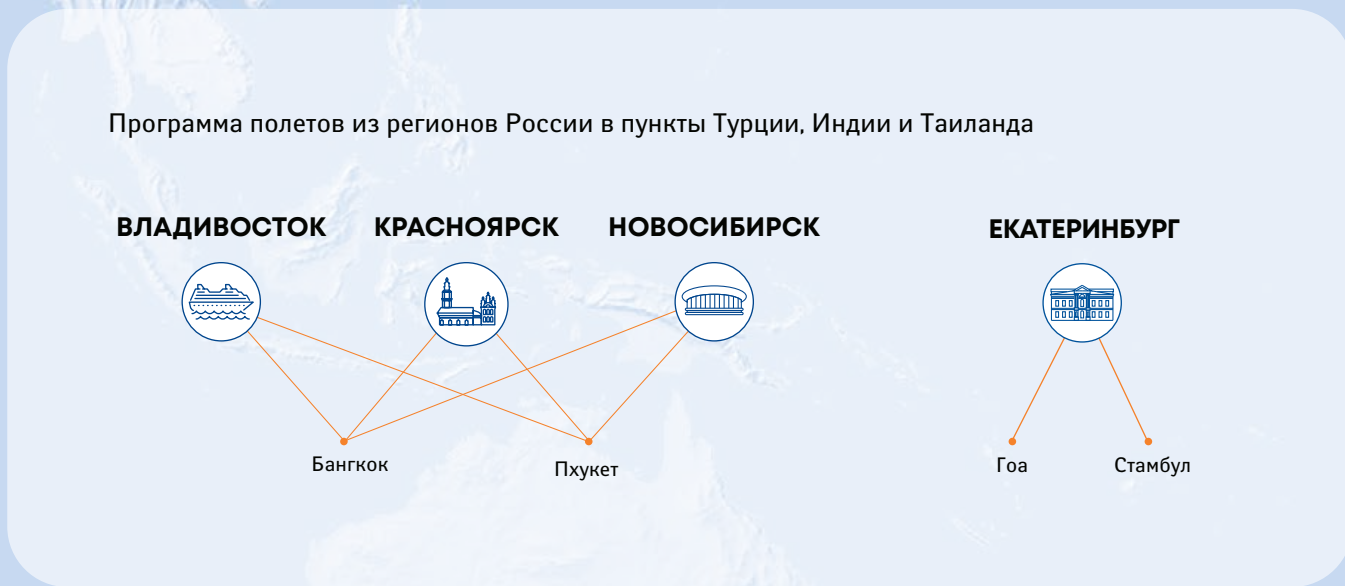 Программа полетов из регионов России в пункты Турции, Индии и Таиланда
ВЛАДИВОСТОК
КРАСНОЯРСК
НОВОСИБИРСК
ЕКАТЕРИНБУРГ
Бангкок
Пхукет
Гоа
Стамбул